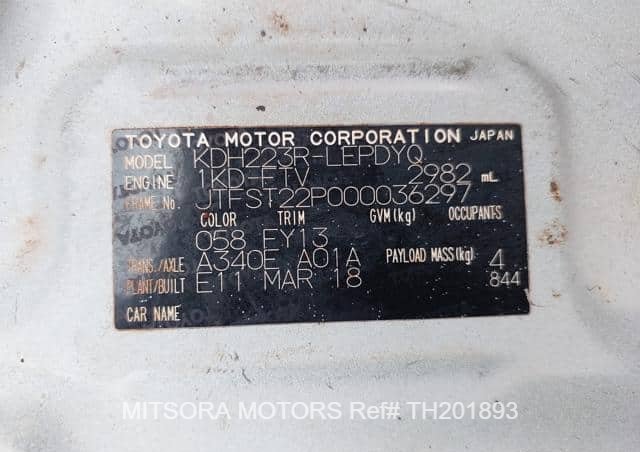 TOYOTA MOTOR CORPORATION JAPAN
MODEL KDH223R-LEPDYQ
ENGINE 1KD-FTV 2982 mL
FRAME No. JTFST22P000036297
COLOR TRIM GVM(kg) OCCUPANTS
058 EY13
TRANS./AXLE A340E A01A PAYLOAD MASS(kg) 4
PLANT/BUILT E11 MAR 18 844
CAR NAME
MITSORA MOTORS Ref# TH201893